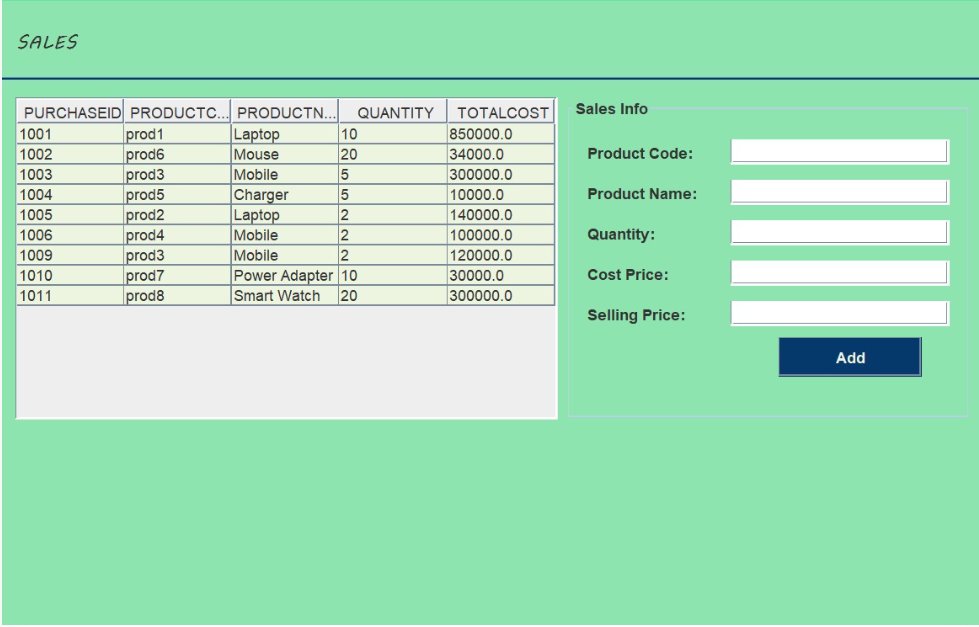 SALES
PURCHASEID PRODUCTC... PRODUCTN... QUANTITY TOTALCOST
1001 prod1 Laptop 10 850000.0
1002 prod6 Mouse 20 34000.0
1003 prod3 Mobile 5 300000.0
1004 prod5 Charger 5 10000.0
1005 prod2 Laptop 2 140000.0
1006 prod4 Mobile 2 100000.0
1009 prod3 Mobile 2 120000.0
1010 prod7 Power Adapter 10 30000.0
1011 prod8 Smart Watch 20 300000.0
Sales Info
Product Code:
Product Name:
Quantity:
Cost Price:
Selling Price:
Add